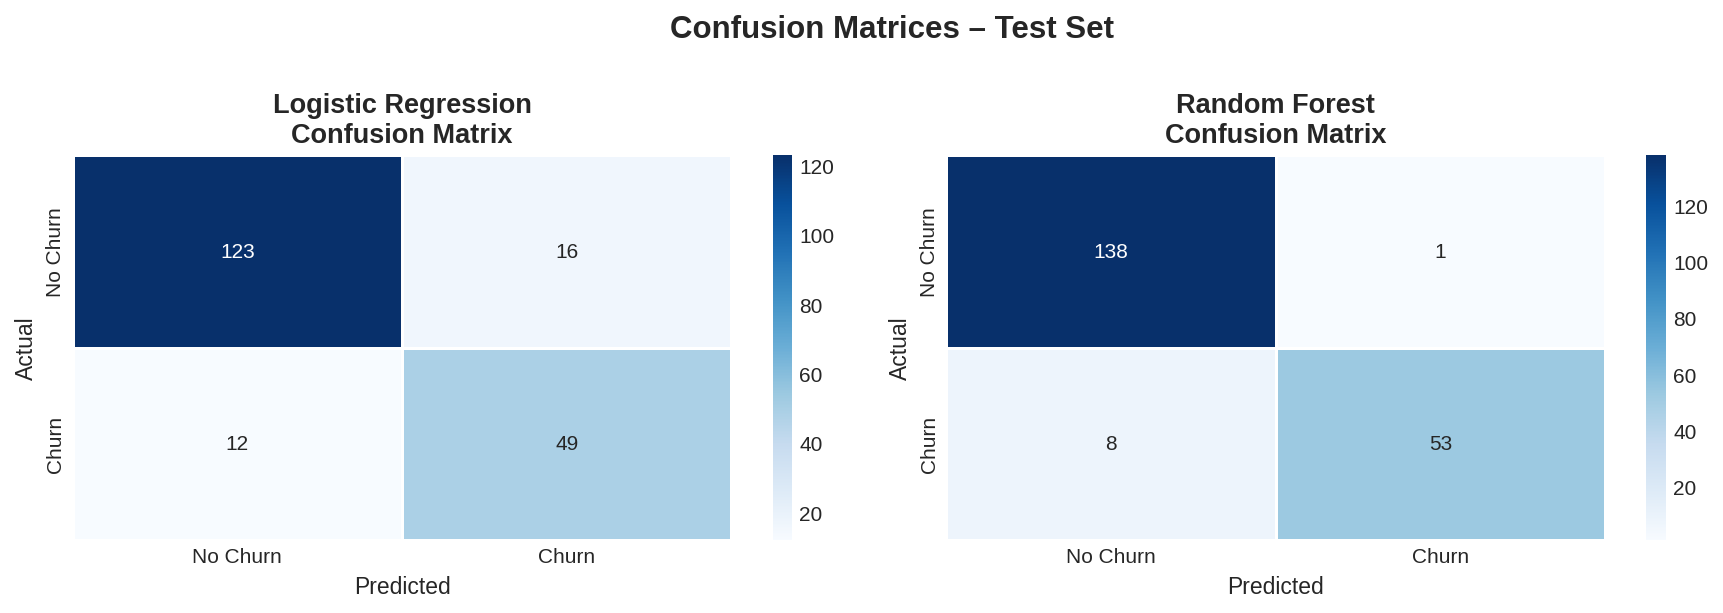 Confusion Matrices – Test Set
Logistic Regression
Confusion Matrix
Actual
No Churn
Churn
123
16
12
49
No Churn
Churn
Predicted
120
100
80
60
40
20
Random Forest
Confusion Matrix
Actual
No Churn
Churn
138
1
8
53
No Churn
Churn
Predicted
120
100
80
60
40
20